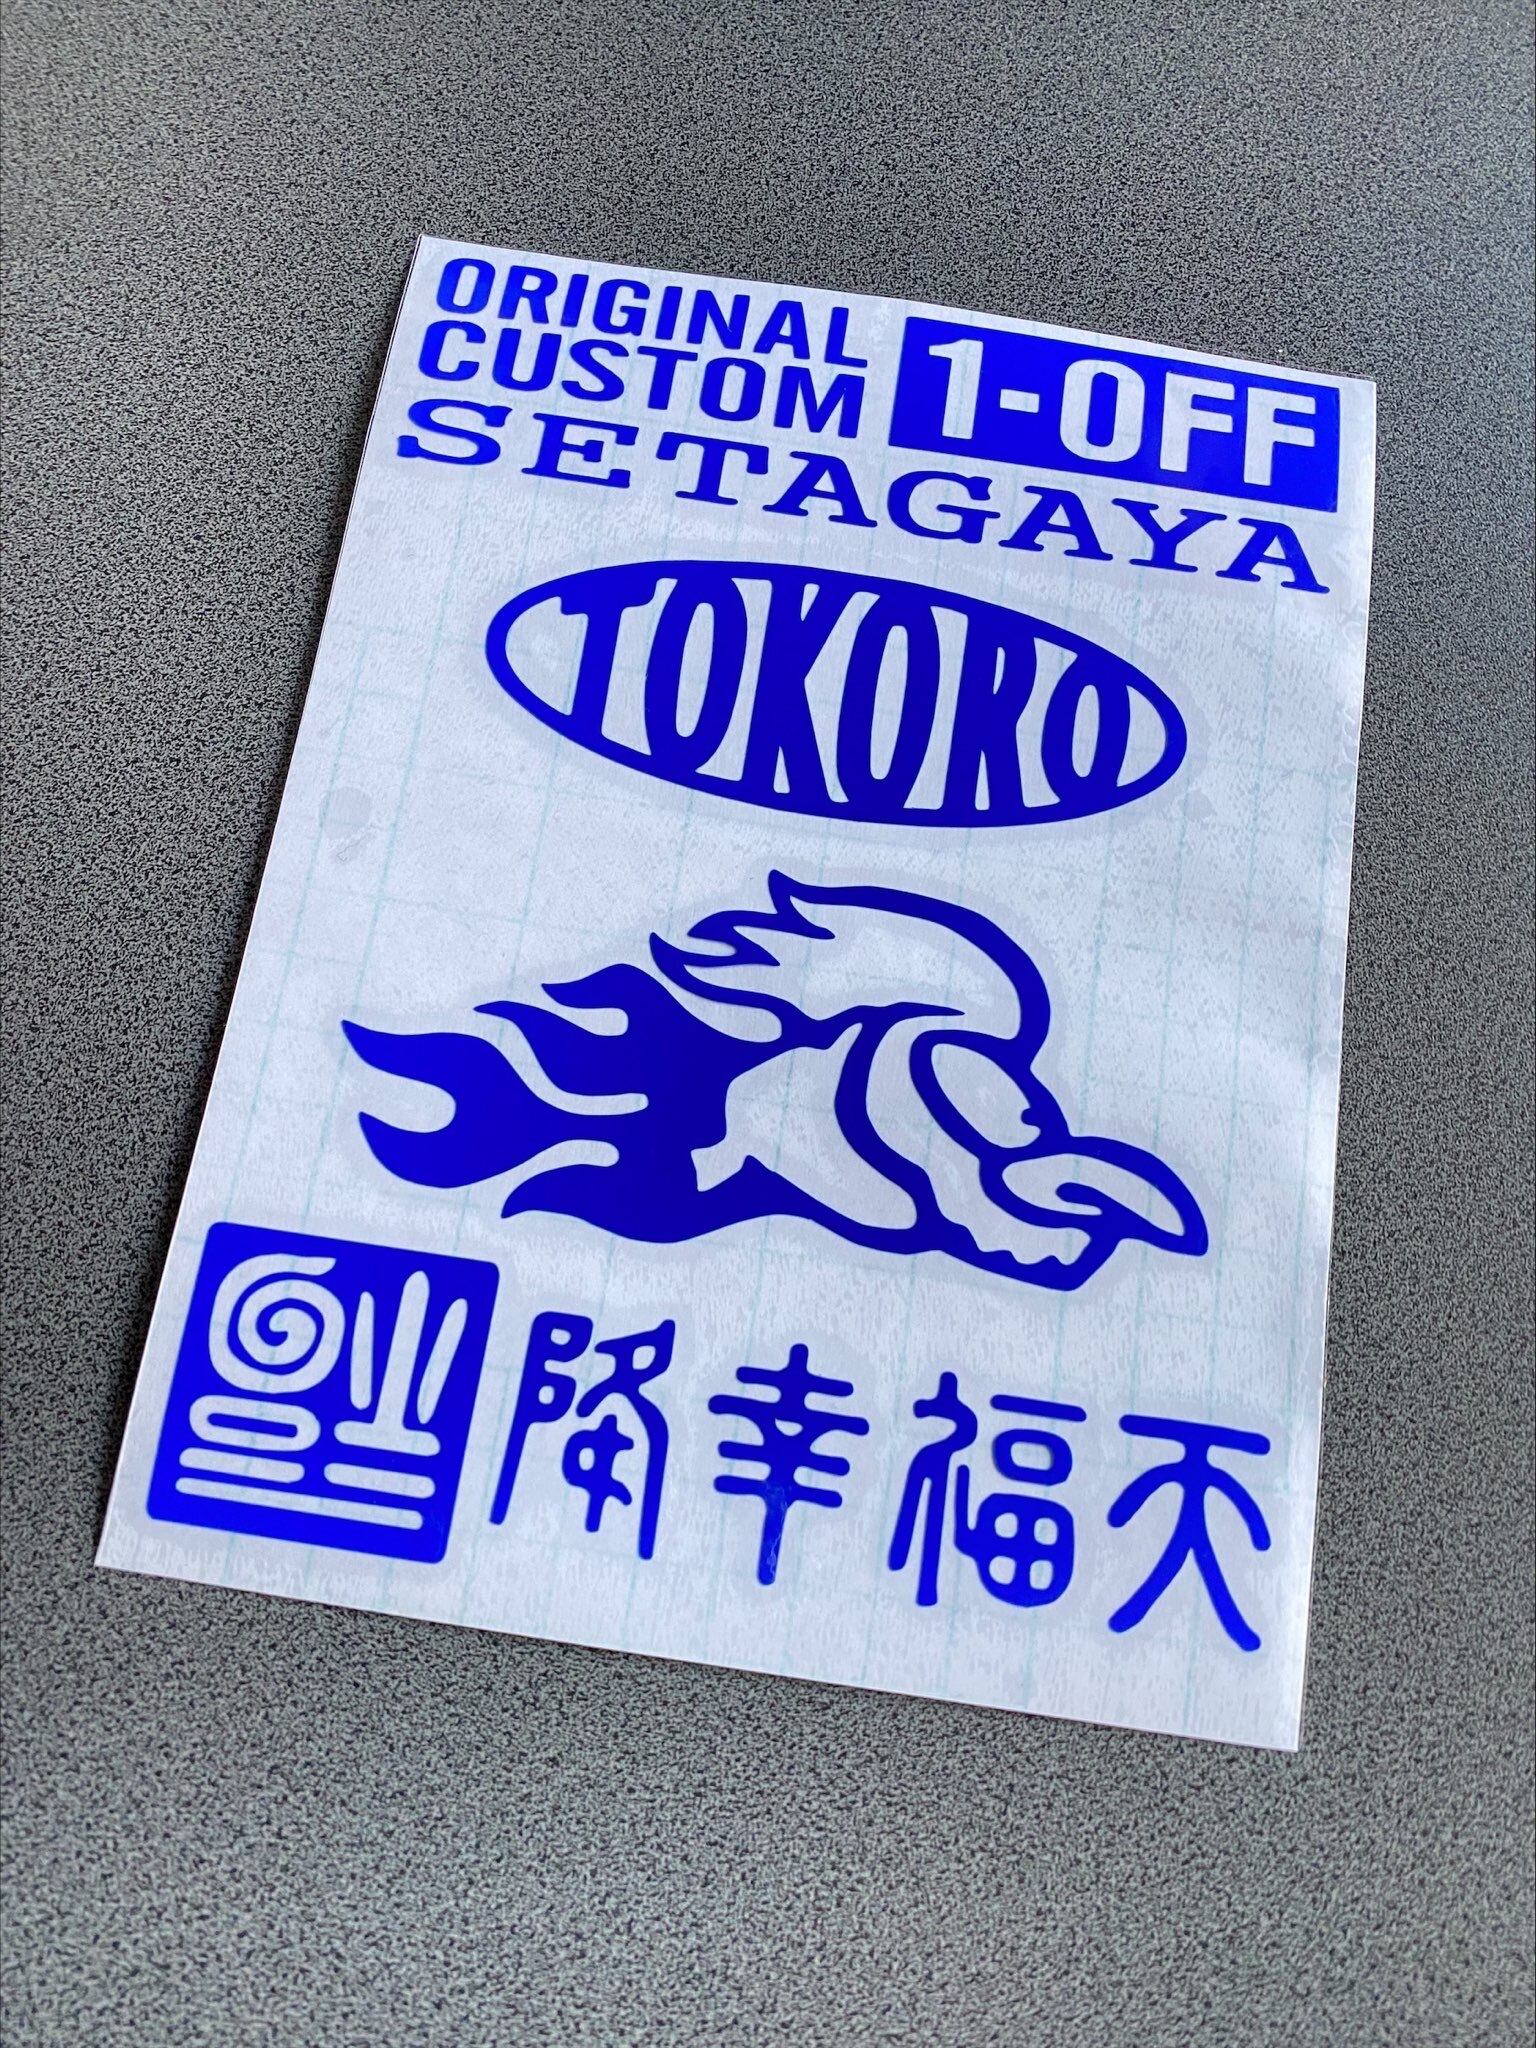 ORIGINAL
CUSTOM
1-OFF
SETAGAYA
TOKORO
降幸福天